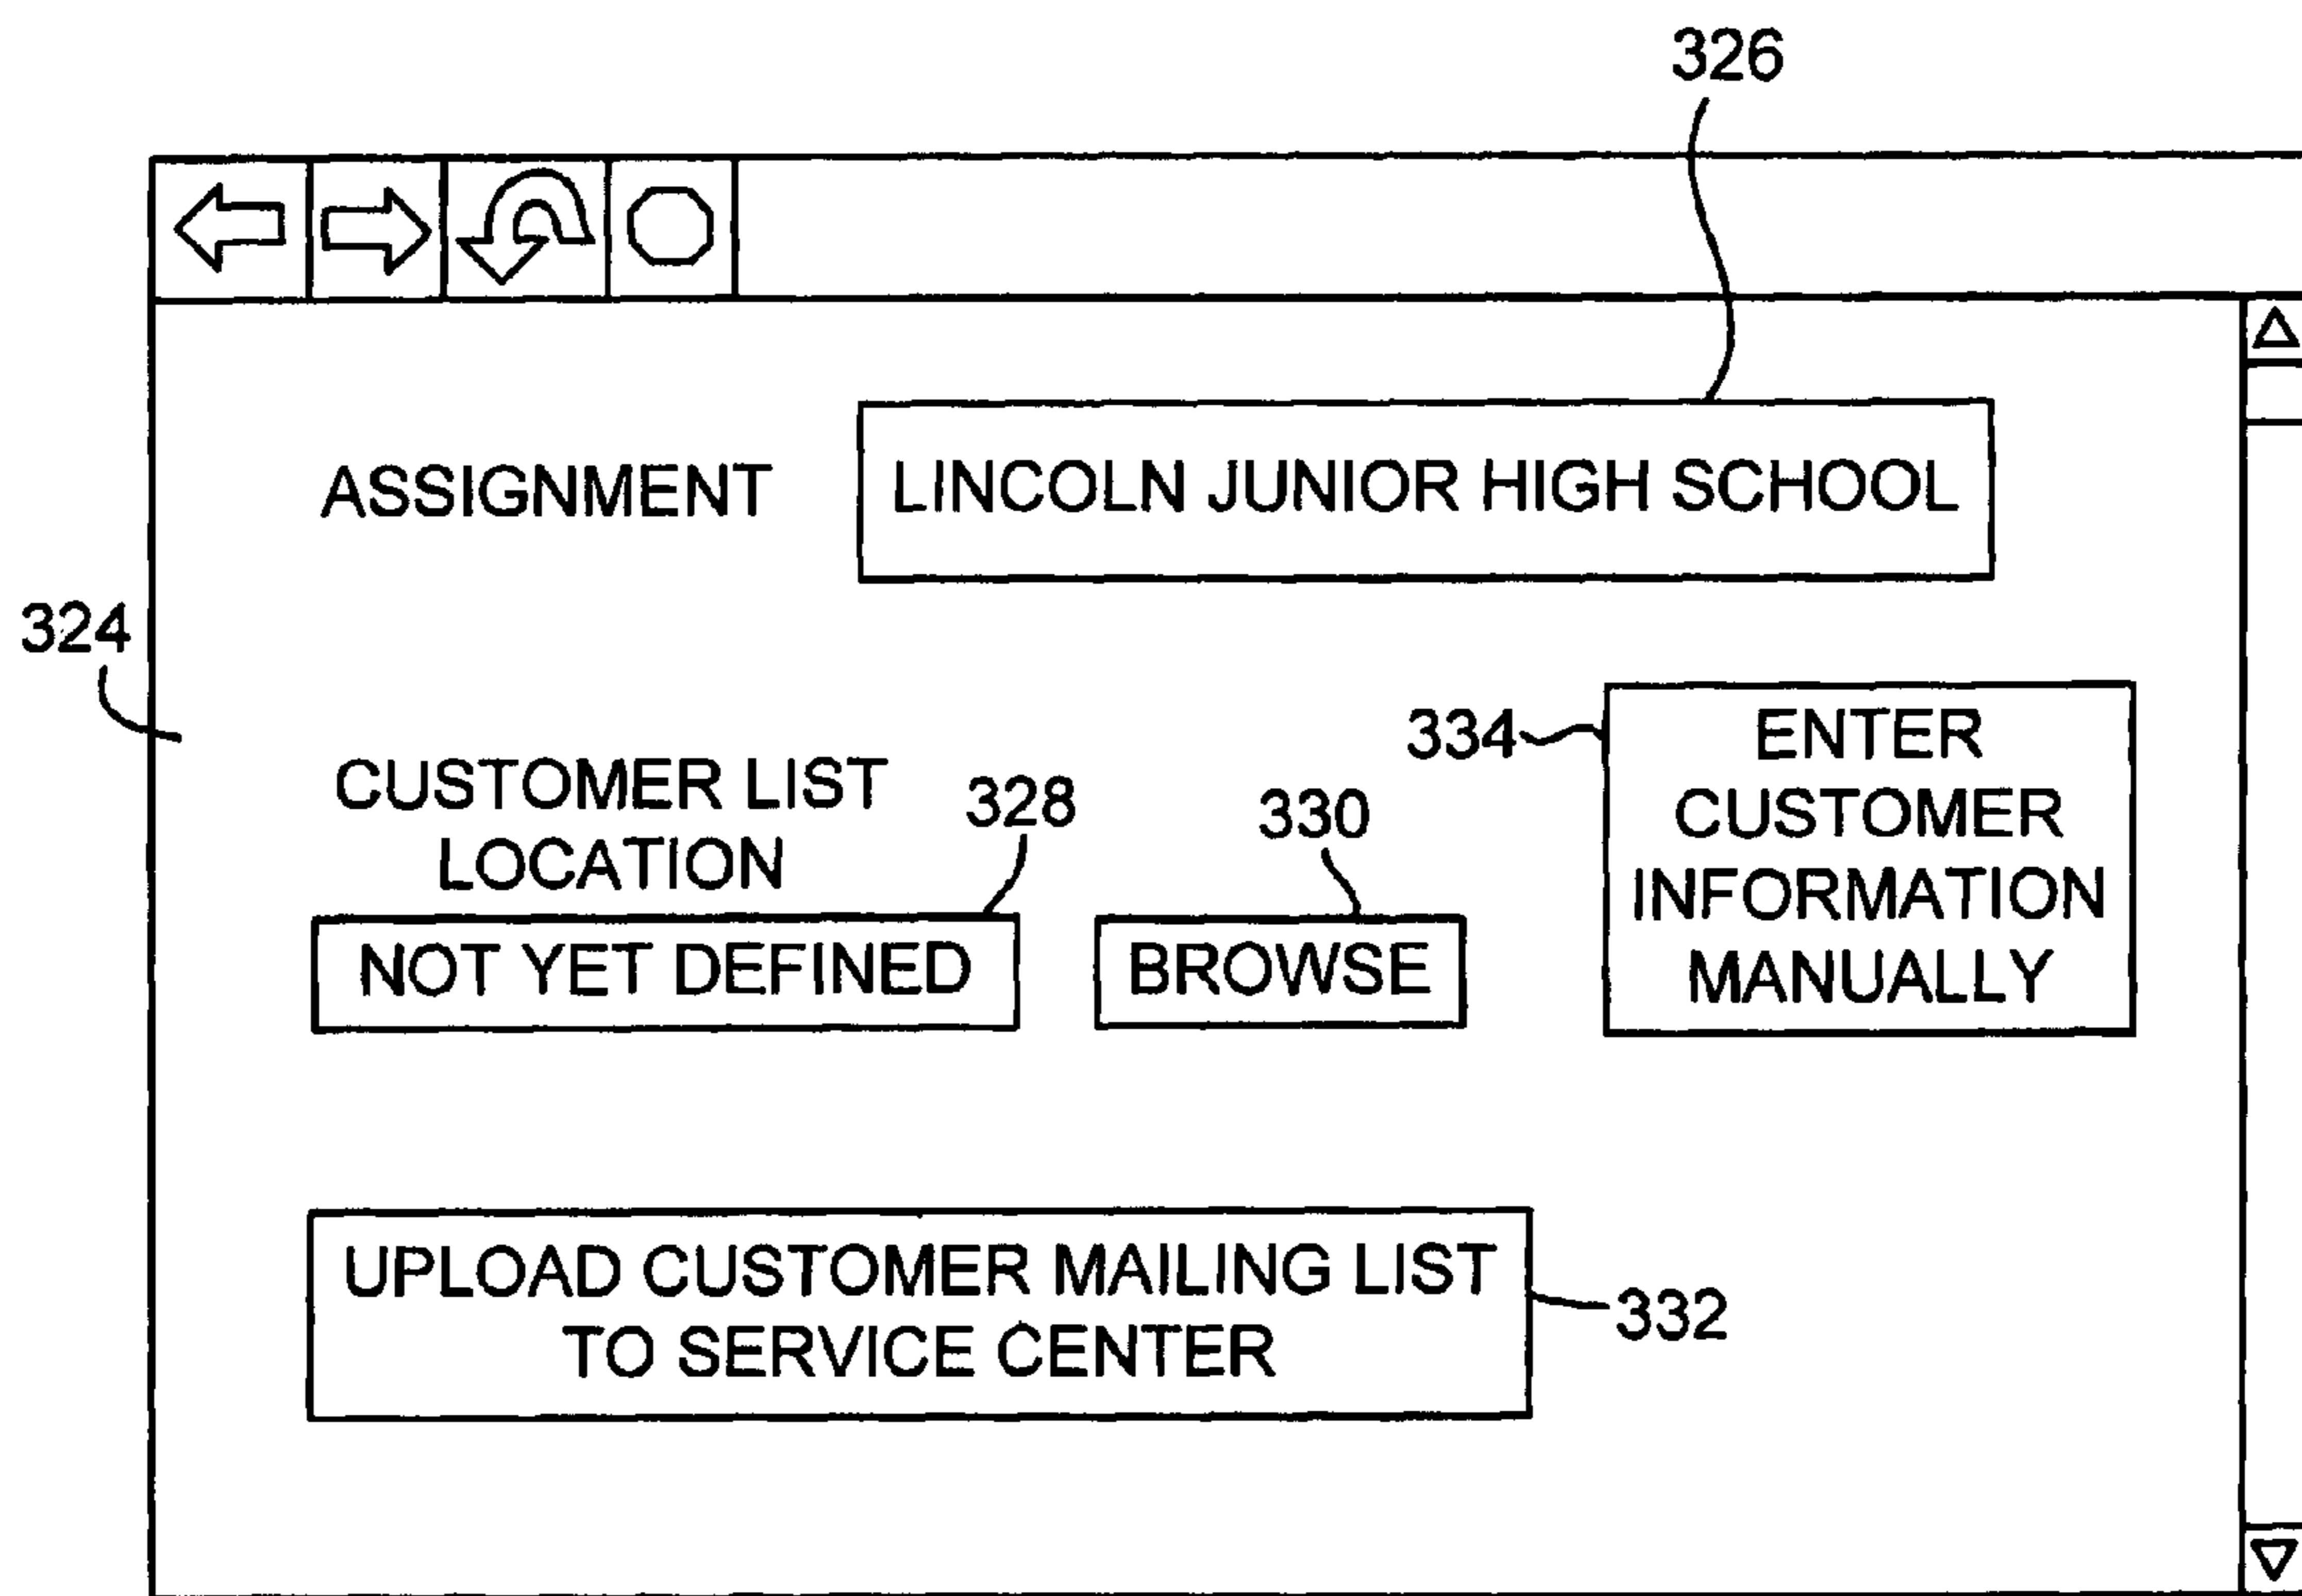 326
ASSIGNMENT
LINCOLN JUNIOR HIGH SCHOOL
324
334
ENTER
CUSTOMER
INFORMATION
MANUALLY
CUSTOMER LIST
LOCATION
328
330
NOT YET DEFINED
BROWSE
UPLOAD CUSTOMER MAILING LIST
TO SERVICE CENTER
332